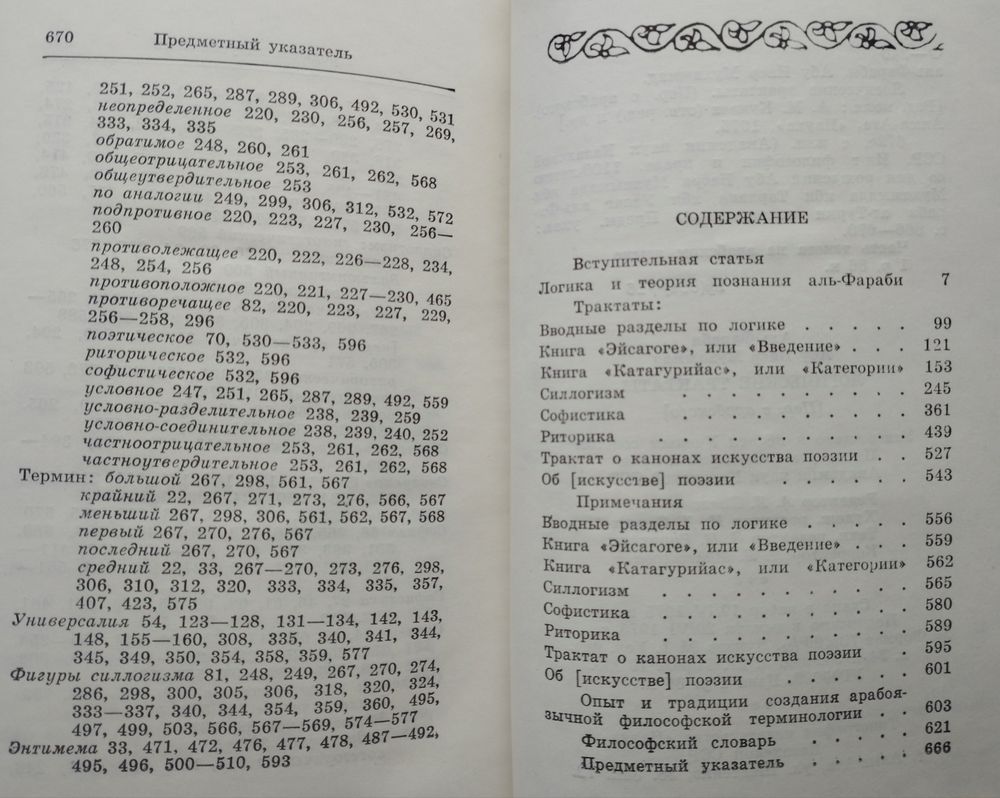 670 Предметный указатель
251, 252, 265, 287, 289, 306, 492, 530, 531
неопределенное 220, 230, 256, 257, 269,
333, 334, 335
обратимое 248, 260, 261
общеотрицательное 253, 261, 262, 568
общеутвердительное 253
по аналогии 249, 299, 306, 312, 532, 572
подпротивное 220, 223, 227, 230, 256—
260
противолежащее 220, 222, 226—228, 234,
248, 254, 256
противоположное 220, 221, 227—230, 465
противоречащее 82, 220, 223, 227, 229,
256—258, 296
поэтическое 70, 530—533, 596
риторическое 532, 596
софистическое 532, 596
условное 247, 251, 265, 287, 289, 492, 559
условно-разделительное 238, 239, 259
условно-соединительное 238, 239, 240, 252
частноотрицательное 253, 261, 262, 568
частноутвердительное 253, 261, 262, 568
Термин: большой 267, 298, 561, 567
крайний 22, 267, 271, 273, 276, 566, 567
меньший 267, 298, 306, 561, 562, 567, 568
первый 267, 270, 276, 567
последний 267, 270, 567
средний 22, 33, 267—270, 273, 276, 298,
306, 310, 312, 320, 333, 334, 335, 357,
407, 423, 575
Универсалия 54, 123—128, 131—134, 142, 143,
148, 155—160, 308, 335, 340, 341, 344,
345, 349, 350, 354, 358, 359, 577
Фигуры силлогизма 81, 248, 249, 267, 270, 274,
286, 298, 300, 305, 306, 318, 320, 324,
333—337, 340, 344, 354, 359, 360, 495,
497, 499, 503, 566, 567—569, 574—577
Энтимема 33, 471, 472, 476, 477, 478, 487—492,
495, 496, 500—510, 593
СОДЕРЖАНИЕ
Вступительная статья
Логика и теория познания аль-Фараби 7
Трактаты:
Вводные разделы по логике . . . . . 99
Книга «Эйсагоге», или «Введение» . . . 121
Книга «Катагурийас», или «Категории» 153
Силлогизм . . . . . . . . . . 245
Софистика . . . . . . . . . . 361
Риторика . . . . . . . . . . . 439
Трактат о канонах искусства поэзии . . 527
Об [искусстве] поэзии . . . . . . 543
Примечания
Вводные разделы по логике . . . . . 556
Книга «Эйсагоге», или «Введение» . . . 559
Книга «Катагурийас», или «Категории» 562
Силлогизм . . . . . . . . . . . 565
Софистика . . . . . . . . . . . 580
Риторика . . . . . . . . . . . 589
Трактат о канонах искусства поэзии . 595
Об [искусстве] поэзии . . . . . . 601
Опыт и традиции создания арабоя-
язычной философской терминологии . . 603
Философский словарь . . . . . 621
Предметный указатель . . . . . 666